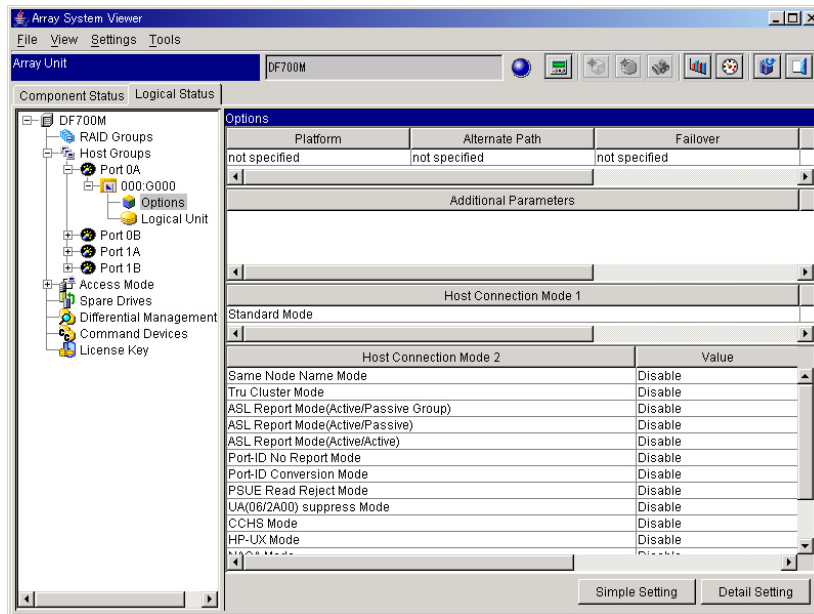 Array System Viewer
File View Settings Tools
Array Unit DF700M
Component Status Logical Status
DF700M
RAID Groups
Host Groups
Port 0A
000:G000
Options
Logical Unit
Port 0B
Port 1A
Port 1B
Access Mode
Spare Drives
Differential Management
Command Devices
License Key
Options
Platform Alternate Path Failover
not specified not specified not specified
Additional Parameters
Host Connection Mode 1
Standard Mode
Host Connection Mode 2 Value
Same Node Name Mode Disable
Tru Cluster Mode Disable
ASL Report Mode(Active/Passive Group) Disable
ASL Report Mode(Active/Passive) Disable
ASL Report Mode(Active/Active) Disable
Port-ID No Report Mode Disable
Port-ID Conversion Mode Disable
PSUE Read Reject Mode Disable
UA(06/2A00) suppress Mode Disable
CCHS Mode Disable
HP-UX Mode Disable
Simple Setting Detail Setting